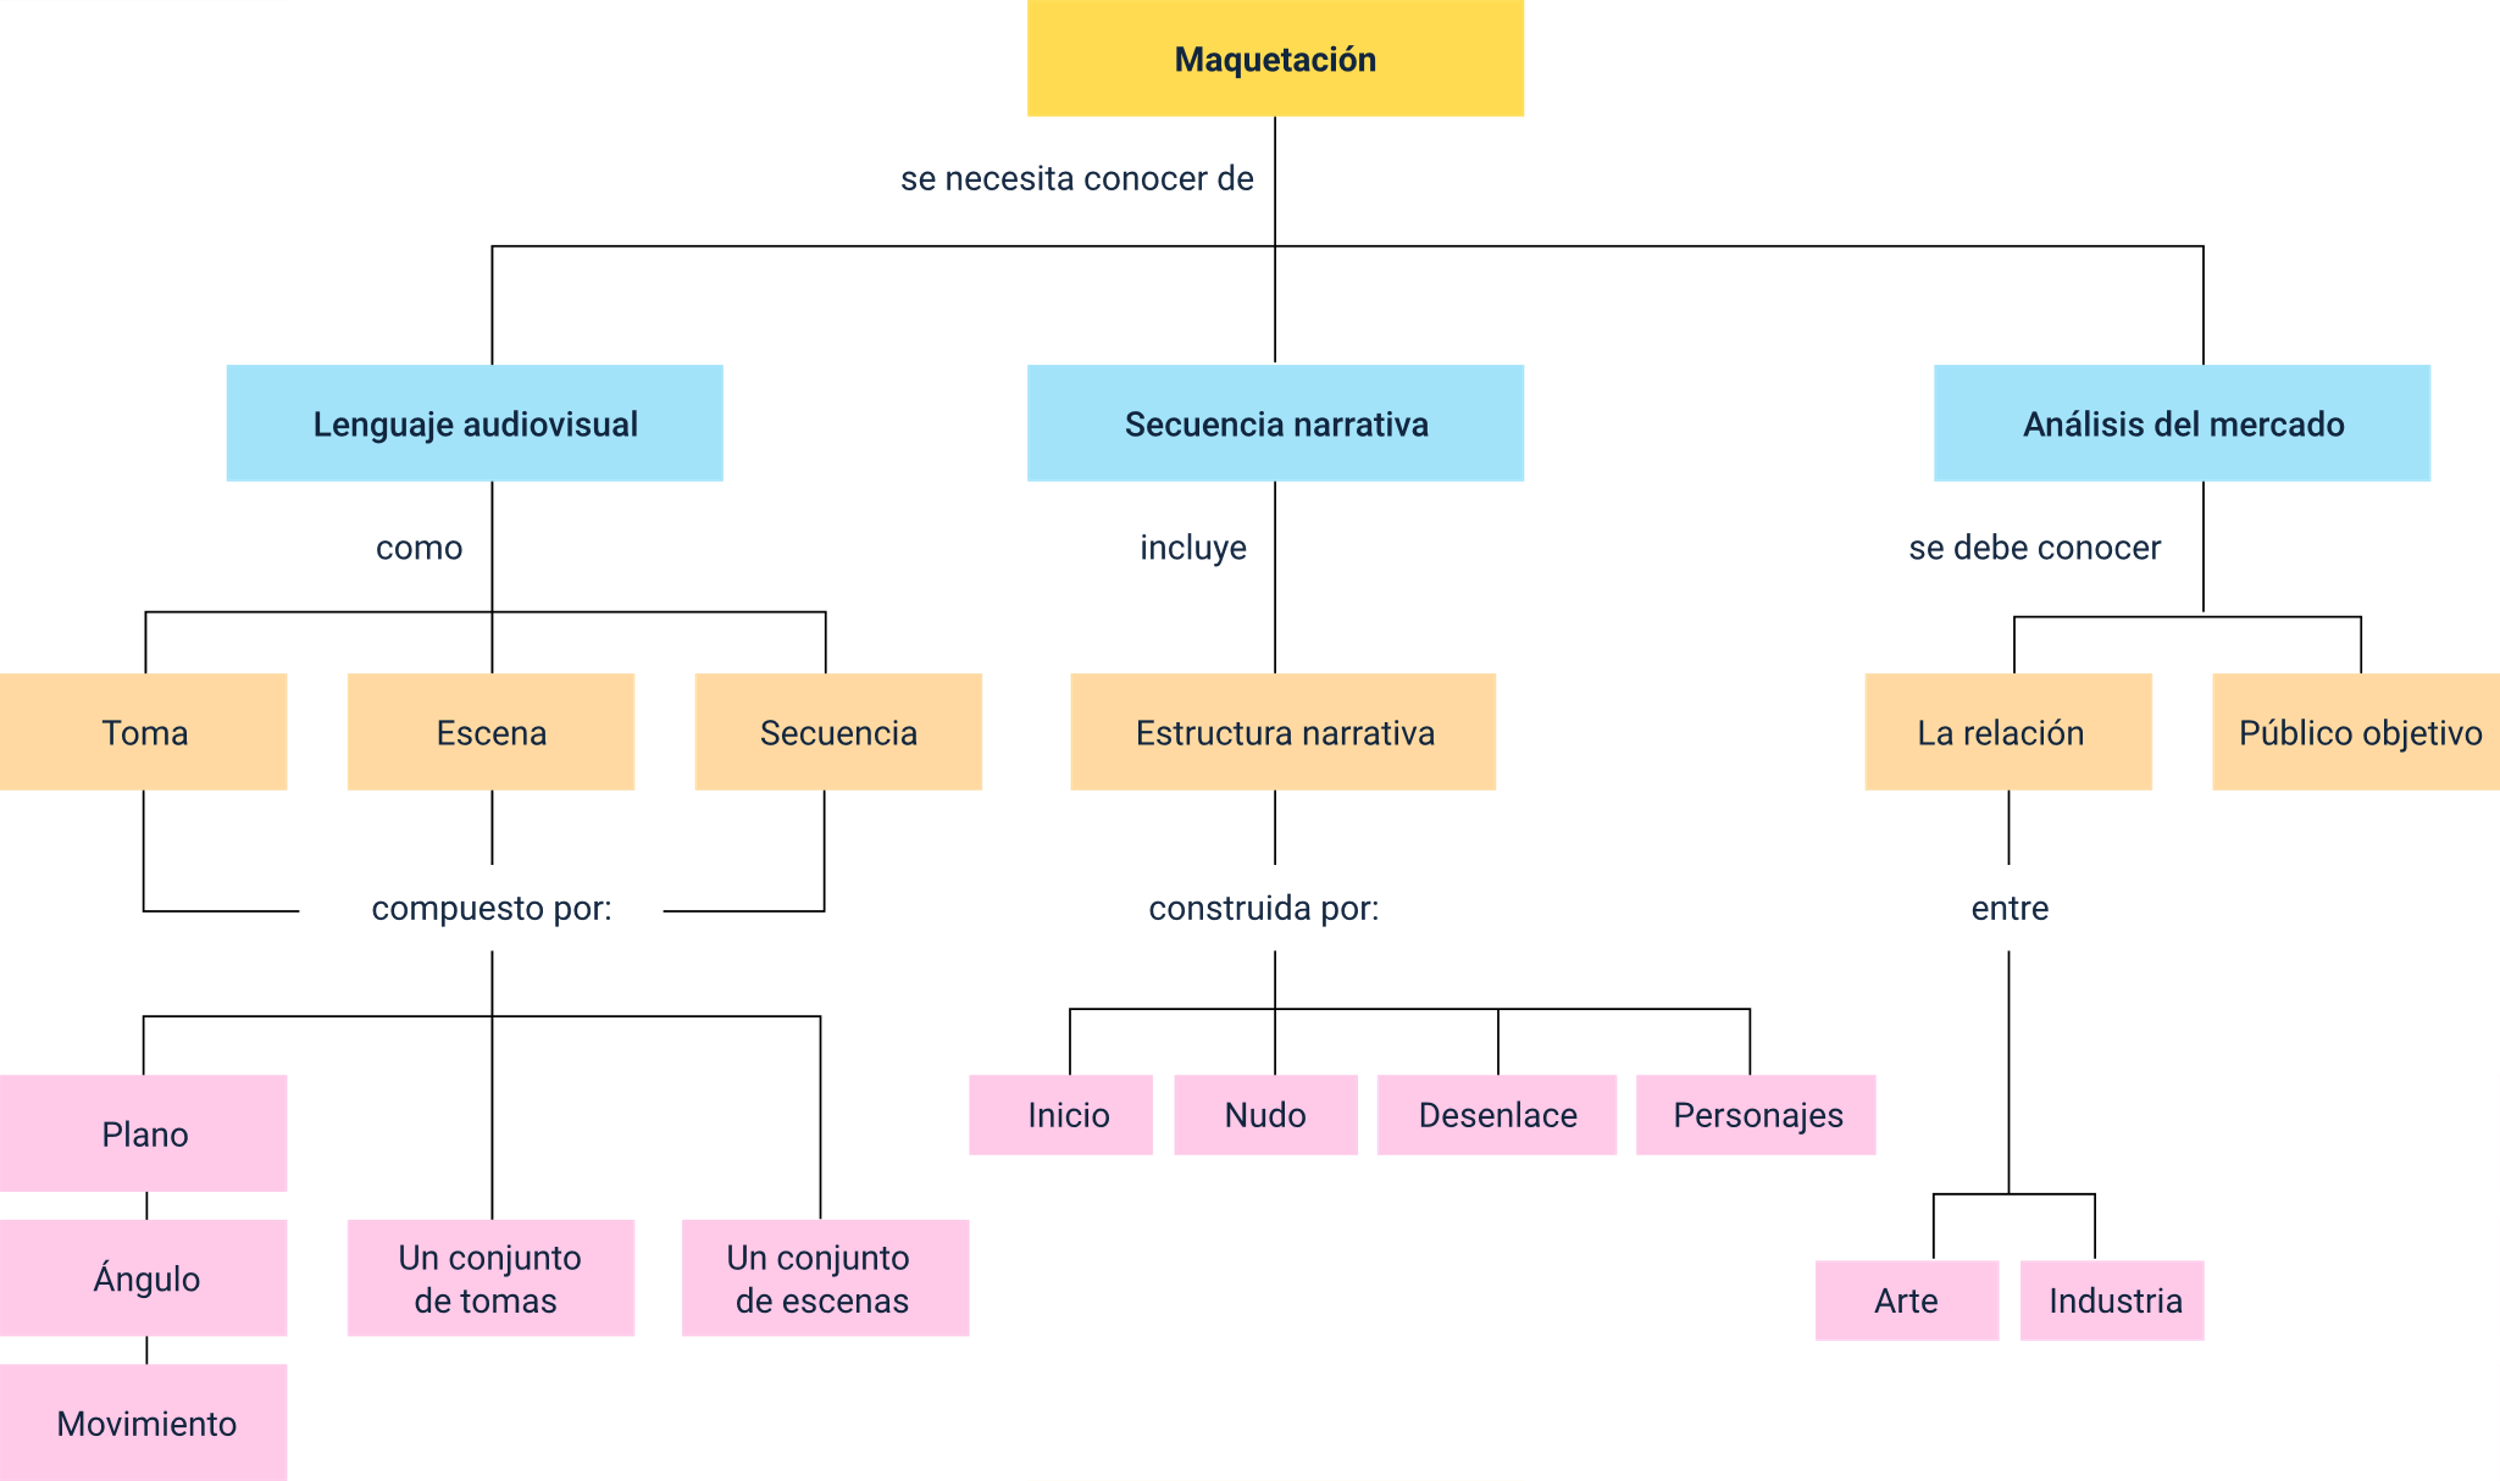 Maquetación
se necesita conocer de
Lenguaje audiovisual
Secuencia narrativa
Análisis del mercado
como
incluye
se debe conocer
Toma
Escena
Secuencia
Estructura narrativa
La relación
Público objetivo
compuesto por:
construida por:
entre
Inicio
Nudo
Desenlace
Personajes
Plano
Ángulo
Un conjunto
de tomas
Un conjunto
de escenas
Arte
Industria
Movimiento